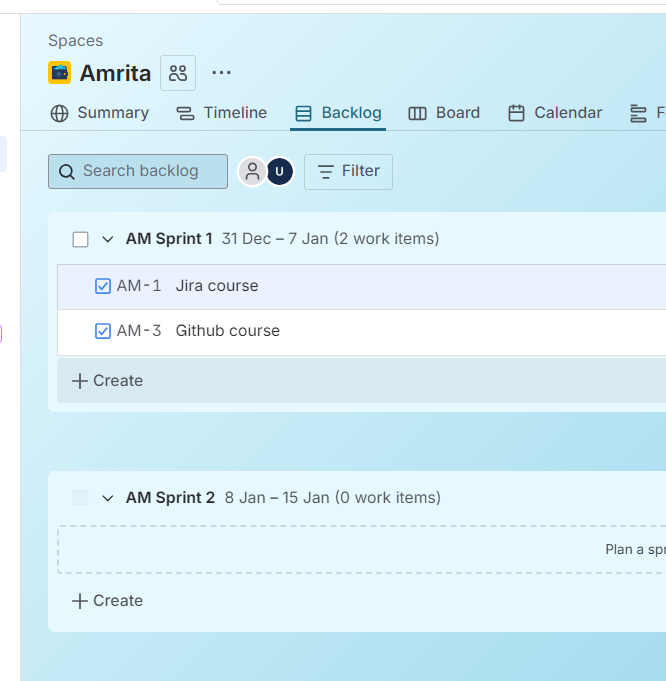 Spaces
Amrita
Summary Timeline Backlog Board Calendar
Search backlog U Filter
AM Sprint 1 31 Dec – 7 Jan (2 work items)
AM-1 Jira course
AM-3 Github course
+ Create
AM Sprint 2 8 Jan – 15 Jan (0 work items)
Plan a spr
+ Create